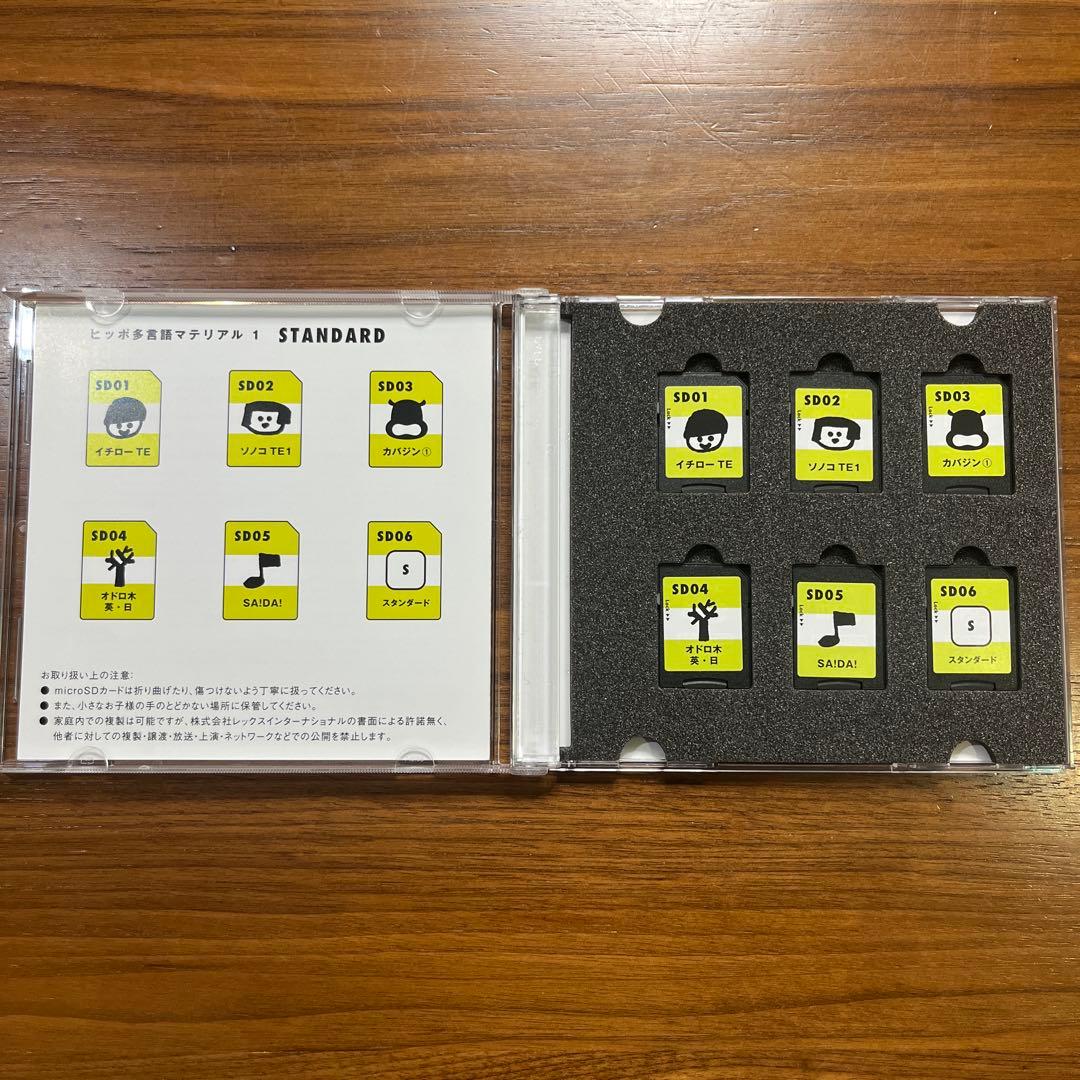 ヒッポ多言語マテリアル 1 STANDARD
SD01
イチロー TE
SD02
ソノコ TE1
SD03
カバジン①
SD04
オドロ木
英・日
SD05
SA!DA!
SD06
S
スタンダード
お取り扱い上の注意:
● microSDカードは折り曲げたり、傷つけないよう丁寧に扱ってください。
● また、小さなお子様の手のとどかない場所に保管してください。
● 家庭内での複製は可能ですが、株式会社レックスインターナショナルの書面による許諾無く、
他者に対しての複製・譲渡・放送・上演・ネットワークなどでの公開を禁止します。
SD01
イチロー TE
SD02
Lock
ソノコ TE1
SD03
Lock
カバジン①
SD04
Lock
オドロ木
英・日
SD05
Lock
SA!DA!
SD06
Lock
S
スタンダード